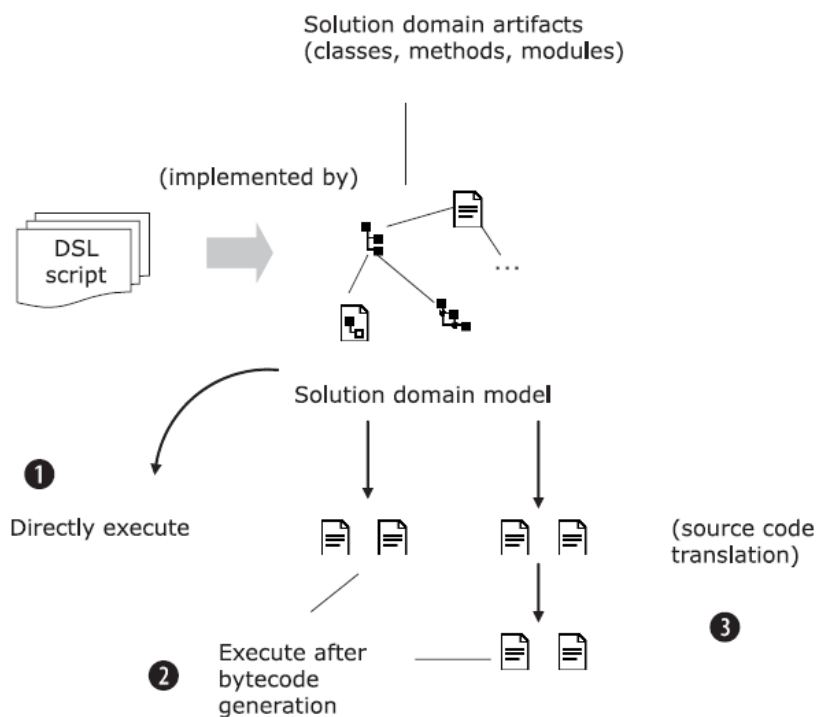 Solution domain artifacts
(classes, methods, modules)
(implemented by)
DSL
script
...
Solution domain model
1
Directly execute
(source code
translation)
3
2
Execute after
bytecode
generation